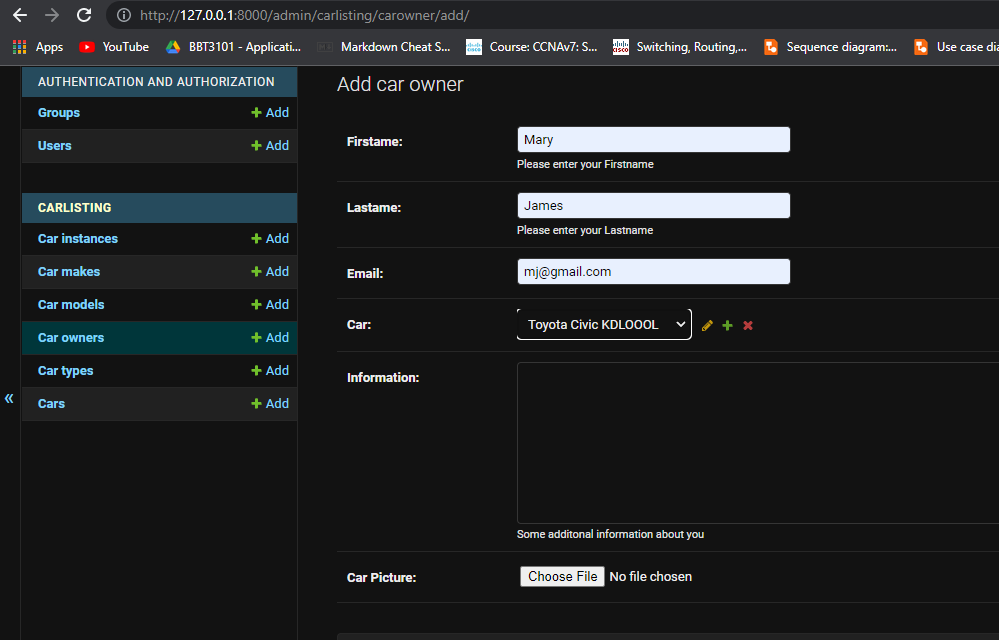 http://127.0.0.1:8000/admin/carlisting/carowner/add/
Apps YouTube BBT3101 - Applicati... Markdown Cheat S... Course: CCNAv7: S... Switching, Routing,... Sequence diagram:... Use case dia
AUTHENTICATION AND AUTHORIZATION
Groups + Add
Users + Add
CARLISTING
Car instances + Add
Car makes + Add
Car models + Add
Car owners + Add
Car types + Add
Cars + Add
«
Add car owner
Firstame: Mary
Please enter your Firstname
Lastame: James
Please enter your Lastname
Email: mj@gmail.com
Car: Toyota Civic KDLOOOL
Information:
Some additonal information about you
Car Picture: Choose File No file chosen